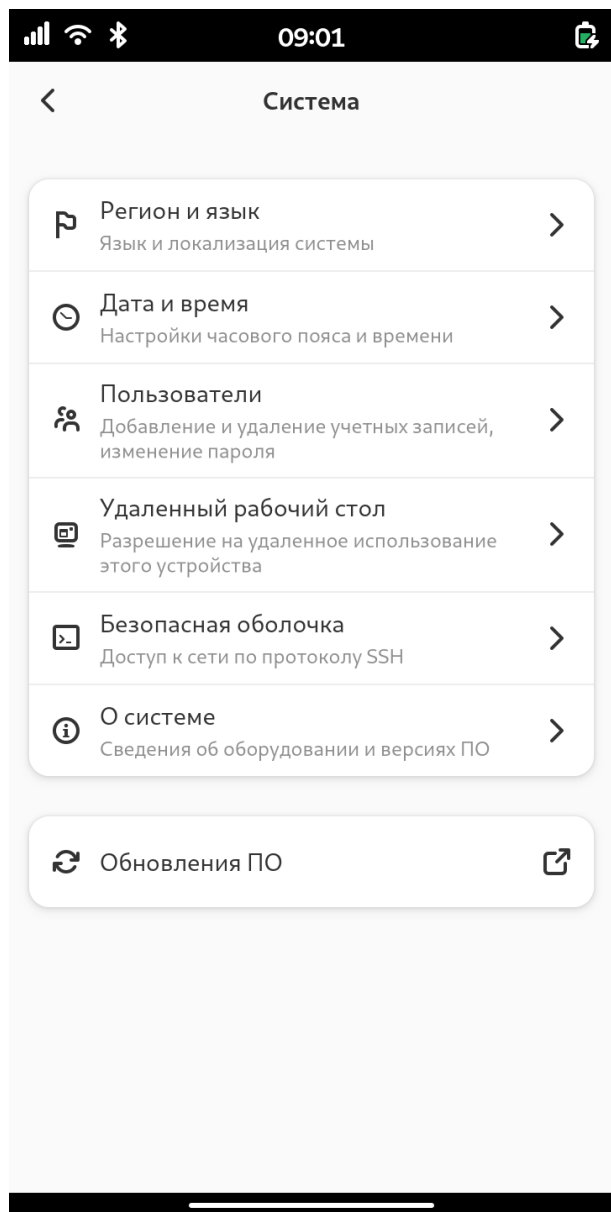 09:01
Система
Регион и язык
Язык и локализация системы
Дата и время
Настройки часового пояса и времени
Пользователи
Добавление и удаление учетных записей,
изменение пароля
Удаленный рабочий стол
Разрешение на удаленное использование
этого устройства
Безопасная оболочка
Доступ к сети по протоколу SSH
О системе
Сведения об оборудовании и версиях ПО
Обновления ПО